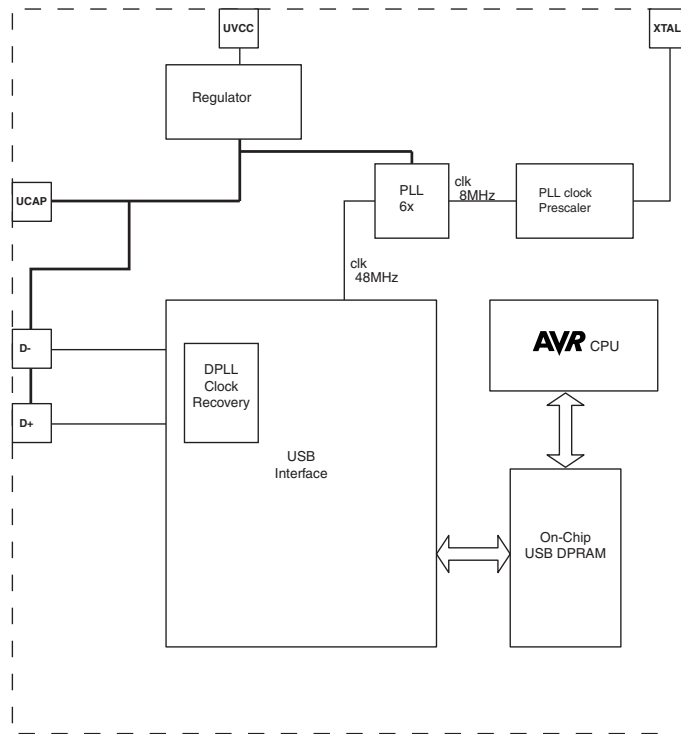 UVCC
XTAL
Regulator
UCAP
PLL
6x
clk
8MHz
PLL clock
Prescaler
clk
48MHz
D-
D+
DPLL
Clock
Recovery
USB
Interface
AVR CPU
On-Chip
USB DPRAM